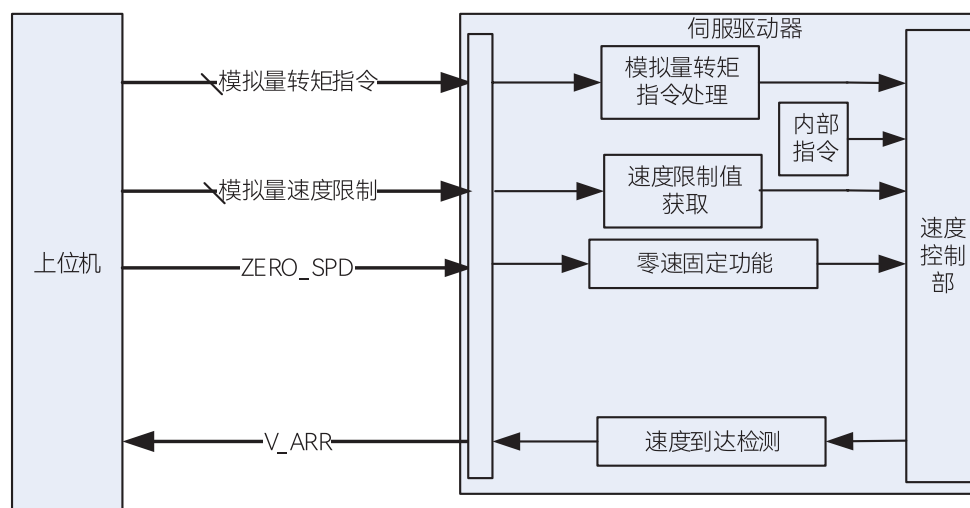 伺服驱动器
模拟量转矩指令
模拟量转矩
指令处理
内部
指令
模拟量速度限制
速度限制值
获取
上位机
ZERO_SPD
零速固定功能
速度
控制
部
V_ARR
速度到达检测